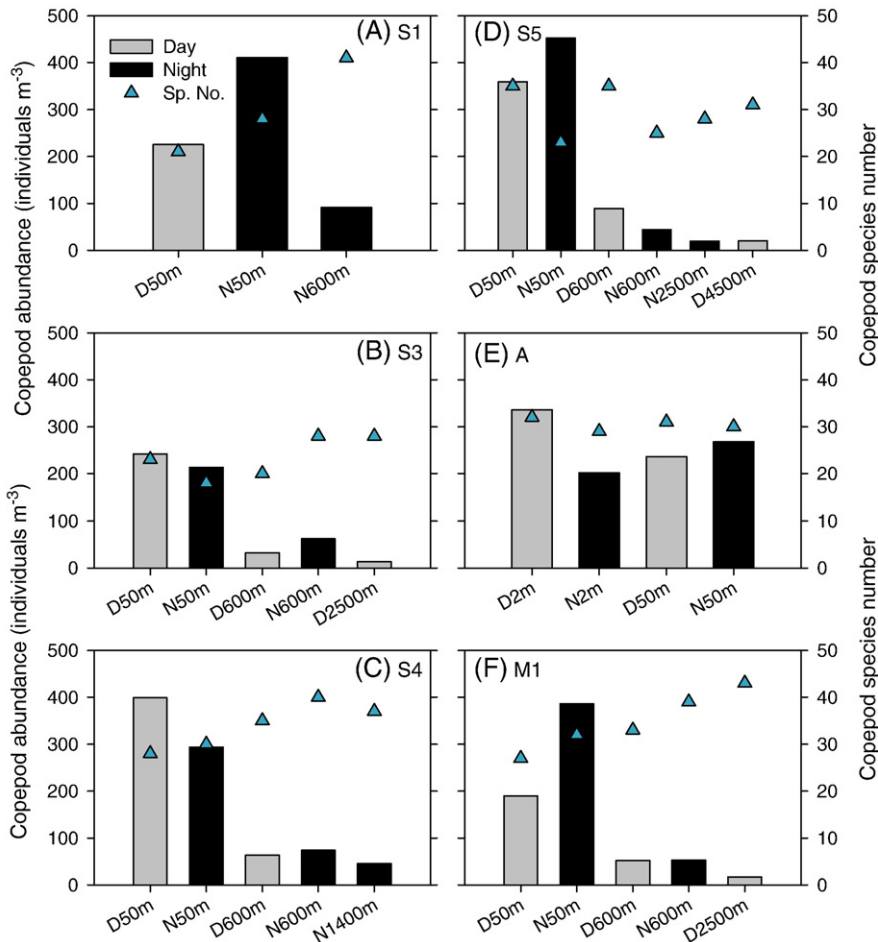 Copepod abundance (individuals m-3)
500
400
300
200
100
0
(A) S1
Day
Night
Sp. No.
D50m
N50m
N600m
(D) S5
50
40
30
20
10
0
D50m
N50m
D600m
N600m
N2500m
D4500m
Copepod species number
500
400
300
200
100
0
(B) S3
D50m
N50m
D600m
N600m
D2500m
(E) A
50
40
30
20
10
0
D2m
N2m
D50m
N50m
Copepod abundance (individuals m-3)
500
400
300
200
100
0
(C) S4
D50m
N50m
D600m
N600m
N1400m
(F) M1
50
40
30
20
10
0
D50m
N50m
D600m
N600m
D2500m
Copepod species number